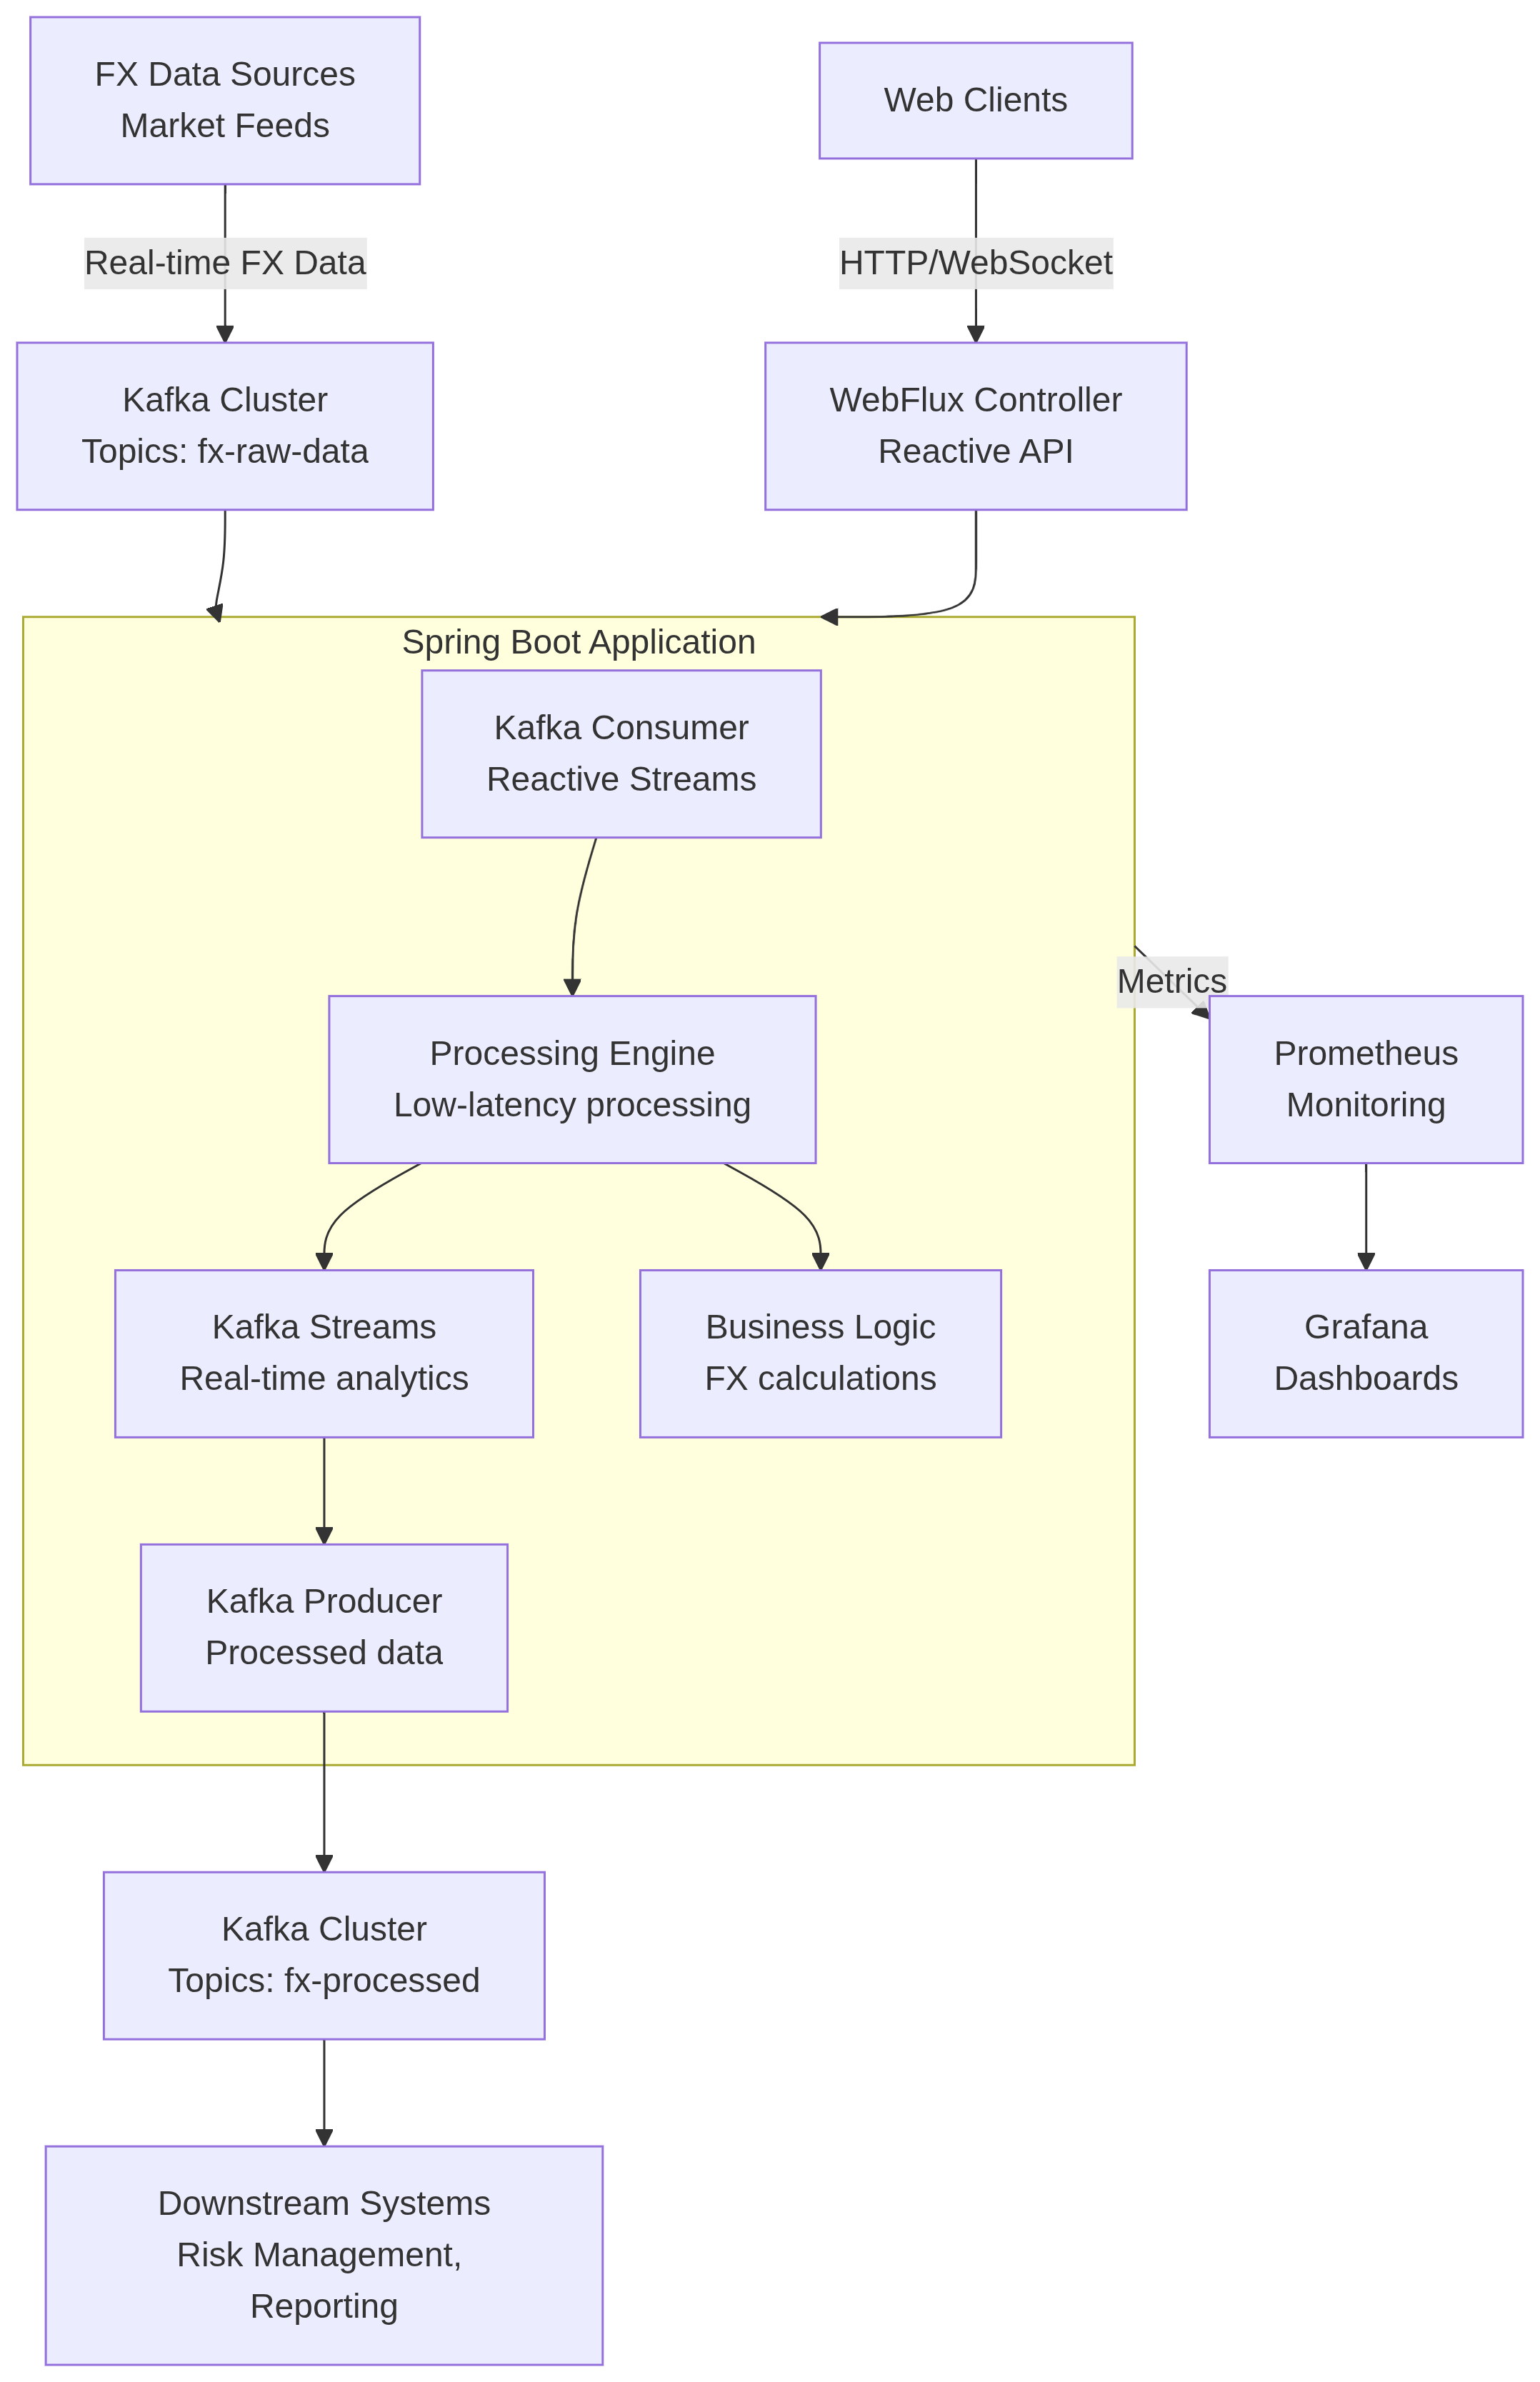 FX Data Sources
Market Feeds
Web Clients
Real-time FX Data
HTTP/WebSocket
Kafka Cluster
Topics: fx-raw-data
WebFlux Controller
Reactive API
Spring Boot Application
Kafka Consumer
Reactive Streams
Metrics
Processing Engine
Low-latency processing
Prometheus
Monitoring
Kafka Streams
Real-time analytics
Business Logic
FX calculations
Grafana
Dashboards
Kafka Producer
Processed data
Kafka Cluster
Topics: fx-processed
Downstream Systems
Risk Management,
Reporting